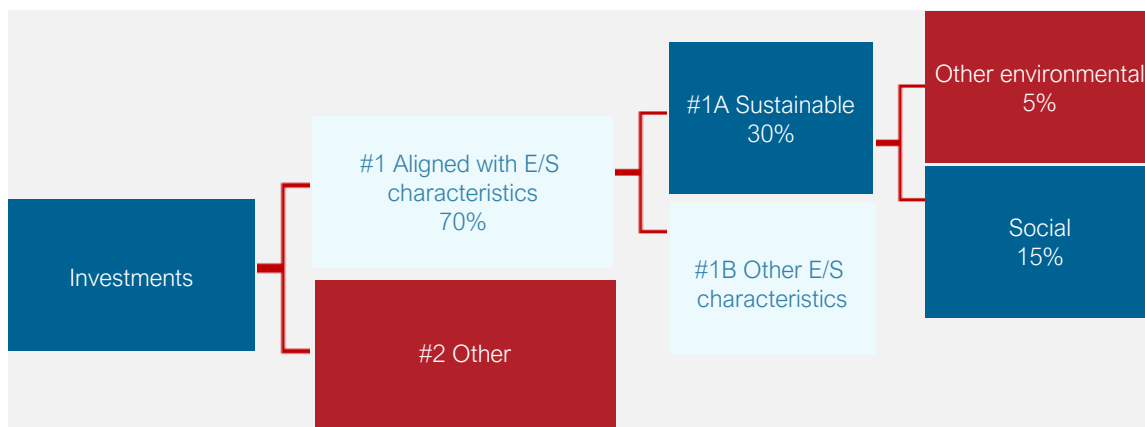 Investments
#1 Aligned with E/S
characteristics
70%
#2 Other
#1A Sustainable
30%
#1B Other E/S
characteristics
Other environmental
5%
Social
15%